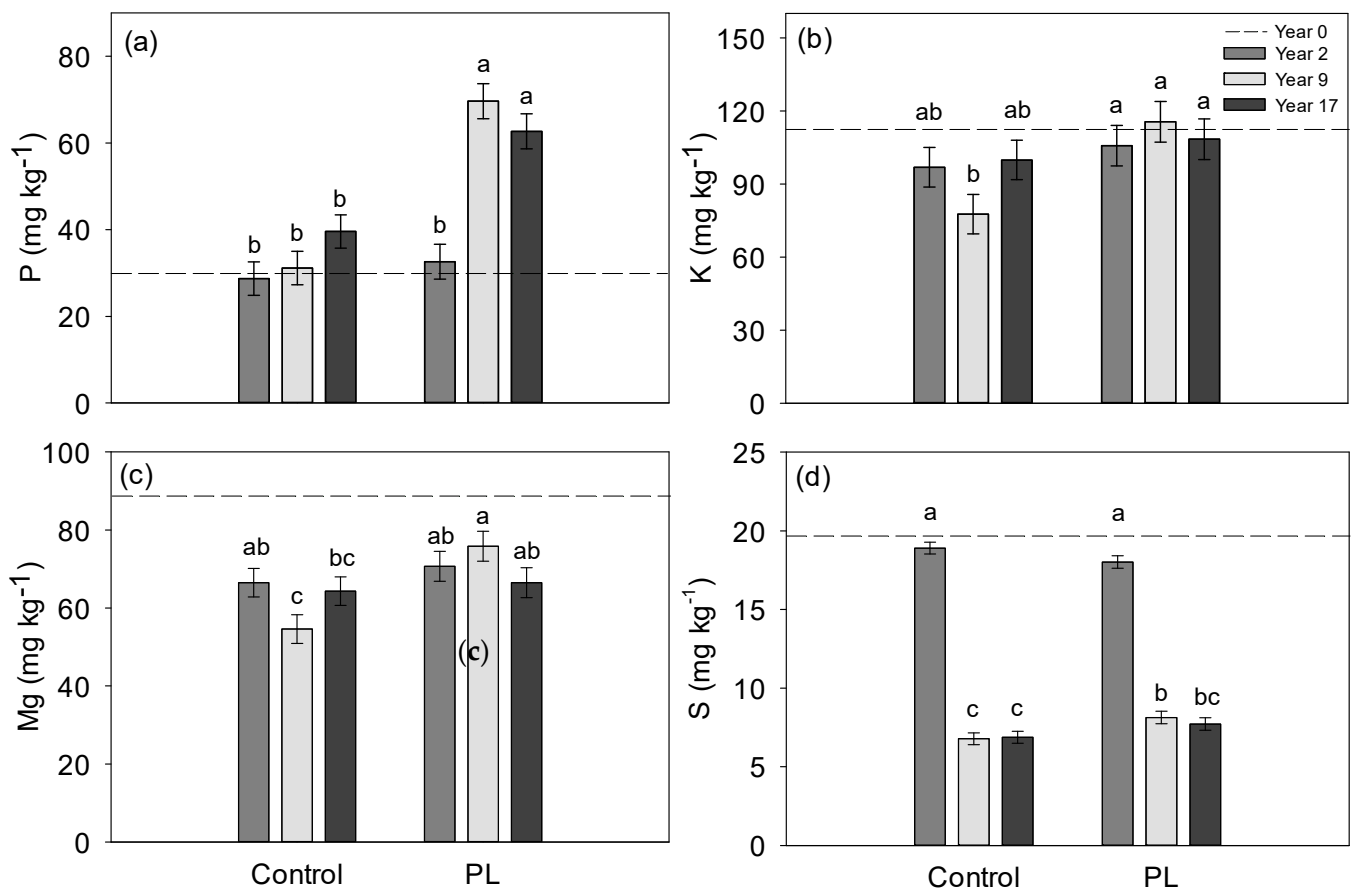 (a)
80
60
40
20
0
P (mg kg-1)
b
b
b
b
a
a
(b)
150
120
90
60
30
0
K (mg kg-1)
Year 0
Year 2
Year 9
Year 17
ab
b
ab
a
a
a
(c)
100
80
60
40
20
0
Mg (mg kg-1)
ab
c
bc
ab
a
ab
(c)
Control
PL
(d)
25
20
15
10
5
0
S (mg kg-1)
a
c
c
a
b
bc
Control
PL